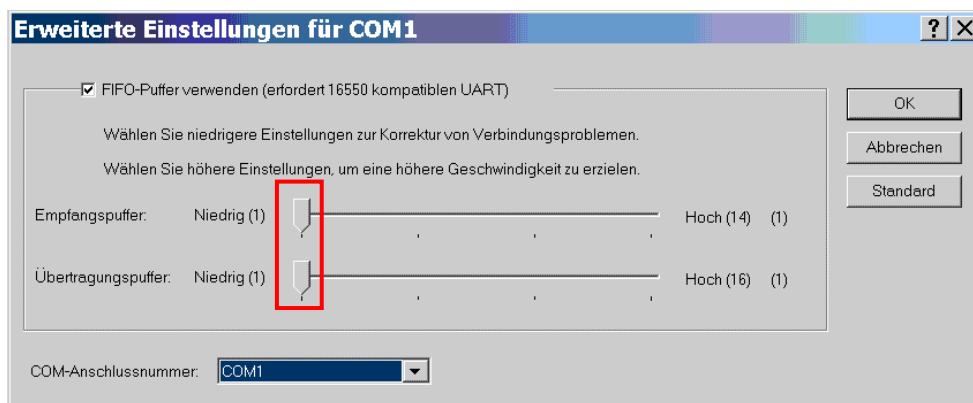 Erweiterte Einstellungen für COM1
FIFO-Puffer verwenden (erfordert 16550 kompatiblen UART)
OK
Wählen Sie niedrigere Einstellungen zur Korrektur von Verbindungsproblemen.
Abbrechen
Wählen Sie höhere Einstellungen, um eine höhere Geschwindigkeit zu erzielen.
Standard
Empfangspuffer: Niedrig (1) Hoch (14) (1)
Übertragungspuffer: Niedrig (1) Hoch (16) (1)
COM-Anschlussnummer: COM1